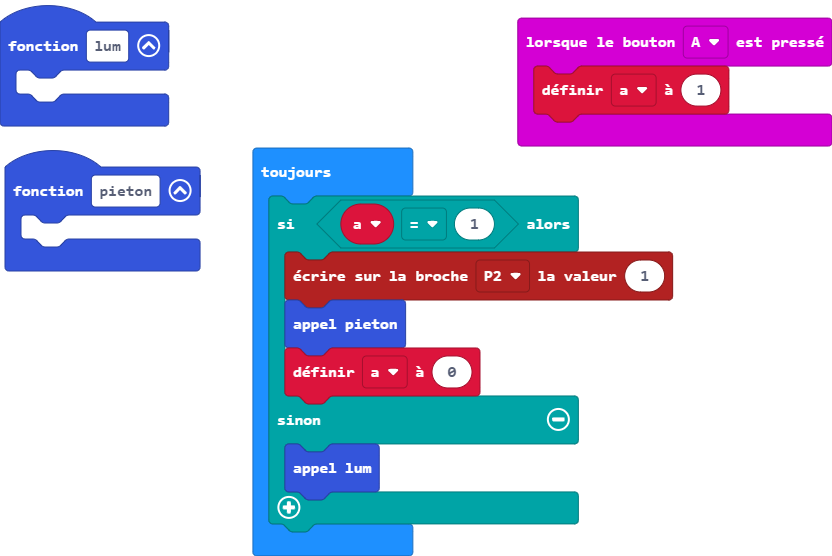 fonction lum
lorsque le bouton A est pressé
définir a à 1
fonction pieton
toujours
si a = 1 alors
écrire sur la broche P2 la valeur 1
appel pieton
définir a à 0
sinon
appel lum